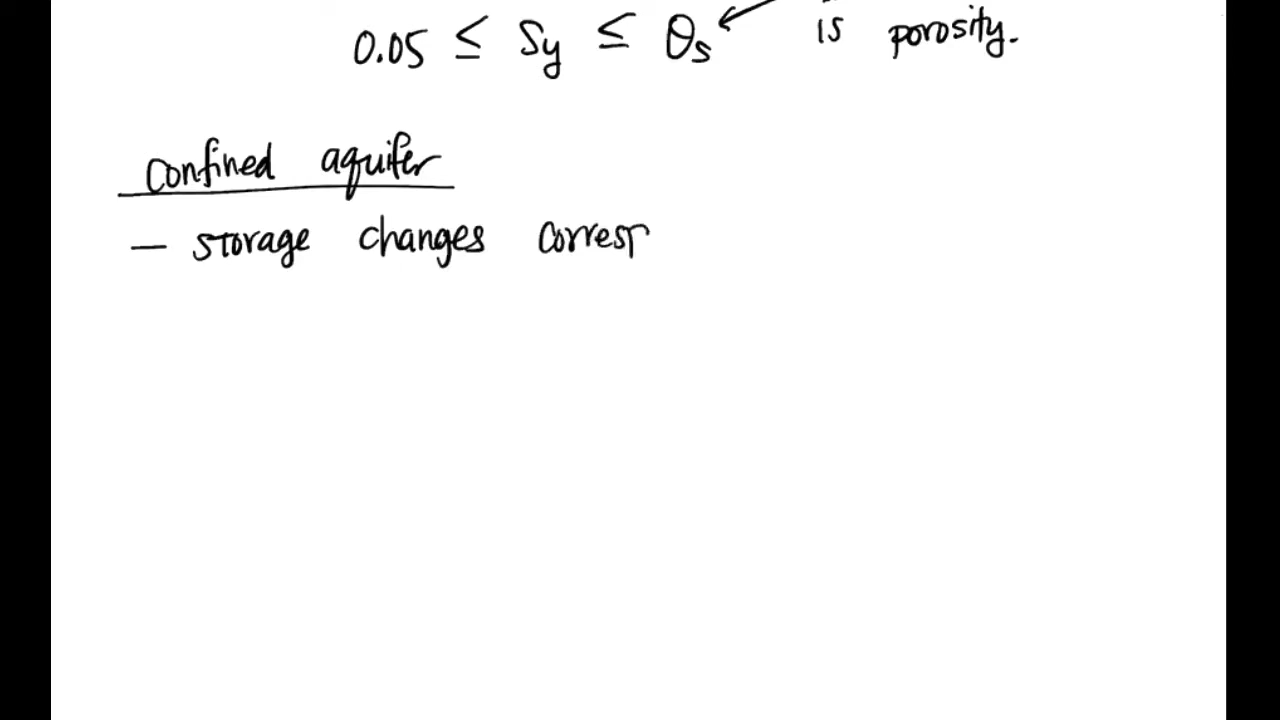 0.05 ≤ Sy ≤ θs is porosity.
Confined aquifer
— storage changes corresp